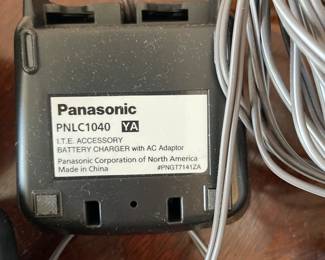 Panasonic
PNLC1040 YA
I.T.E. ACCESSORY
BATTERY CHARGER with AC Adaptor
Panasonic Corporation of North America
Made in China #PNGT7141ZA